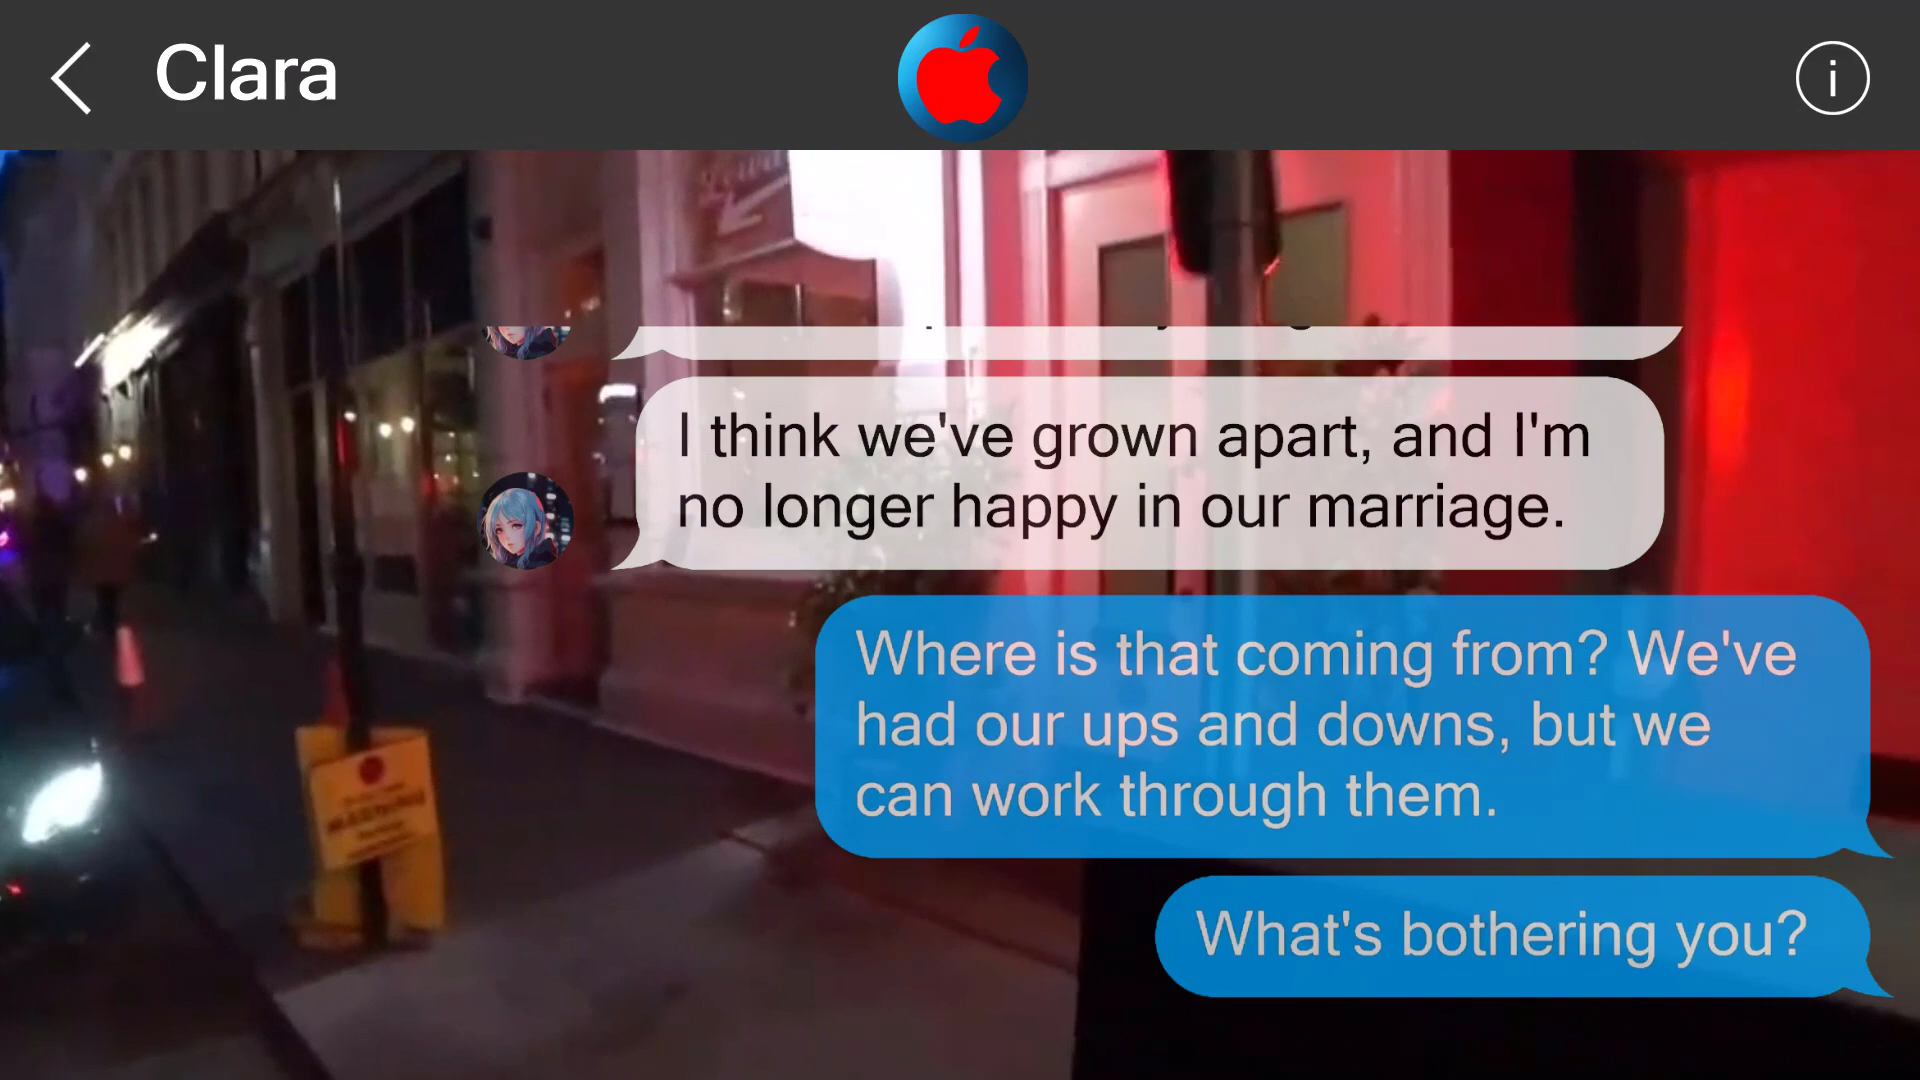 Clara
i
I think we've grown apart, and I'm
no longer happy in our marriage.
Where is that coming from? We've
had our ups and downs, but we
can work through them.
What's bothering you?